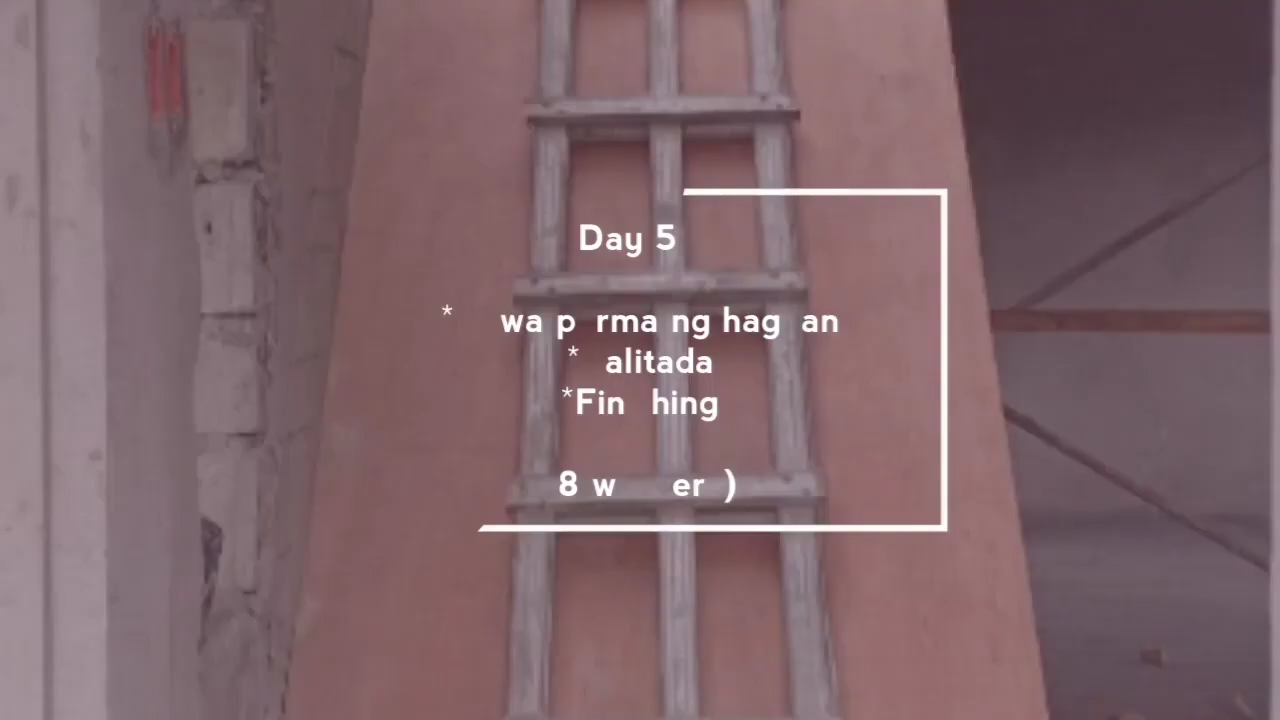 Day 5
* wa p rma ng hag an
* alitada
*Fin hing
8 w er )